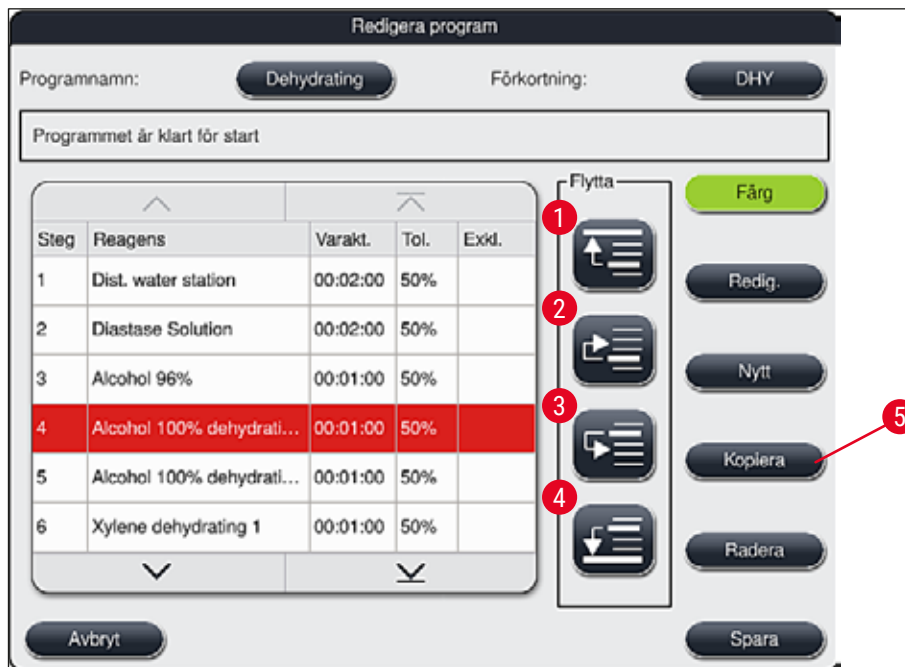 Redigera program
Programnamn: Dehydrating Förkortning: DHY
Programmet är klart för start
Flytta
Färg
Steg Reagens Varakt. Tol. Exkl.
1
1 Dist. water station 00:02:00 50%
Redig.
2 Diastase Solution 00:02:00 50%
2
3 Alcohol 96% 00:01:00 50%
Nytt
3
4 Alcohol 100% dehydrati... 00:01:00 50%
5
Kopiera
5 Alcohol 100% dehydrati... 00:01:00 50%
4
6 Xylene dehydrating 1 00:01:00 50%
Radera
Avbryt Spara